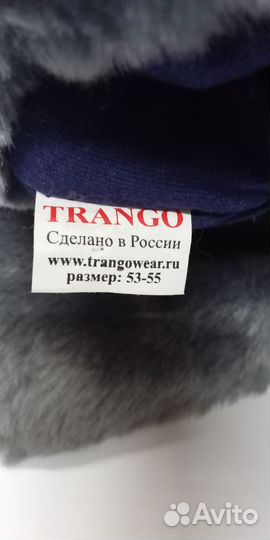 TRANGO
Сделано в России
www.trangowear.ru
размер: 53-55
Avito